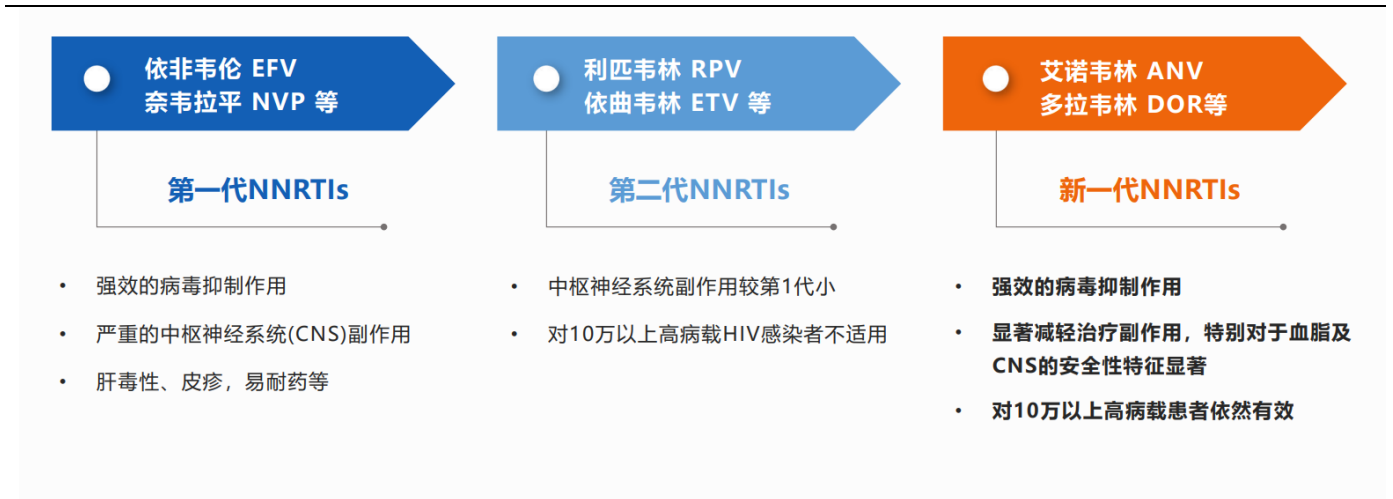 依非韦伦 EFV
奈韦拉平 NVP 等
第一代NNRTIs
• 强效的病毒抑制作用
• 严重的中枢神经系统(CNS)副作用
• 肝毒性、皮疹，易耐药等
利匹韦林 RPV
依曲韦林 ETV 等
第二代NNRTIs
• 中枢神经系统副作用较第1代小
• 对10万以上高病载HIV感染者不适用
艾诺韦林 ANV
多拉韦林 DOR等
新一代NNRTIs
• 强效的病毒抑制作用
• 显著减轻治疗副作用，特别对于血脂及
CNS的安全性特征显著
• 对10万以上高病载患者依然有效